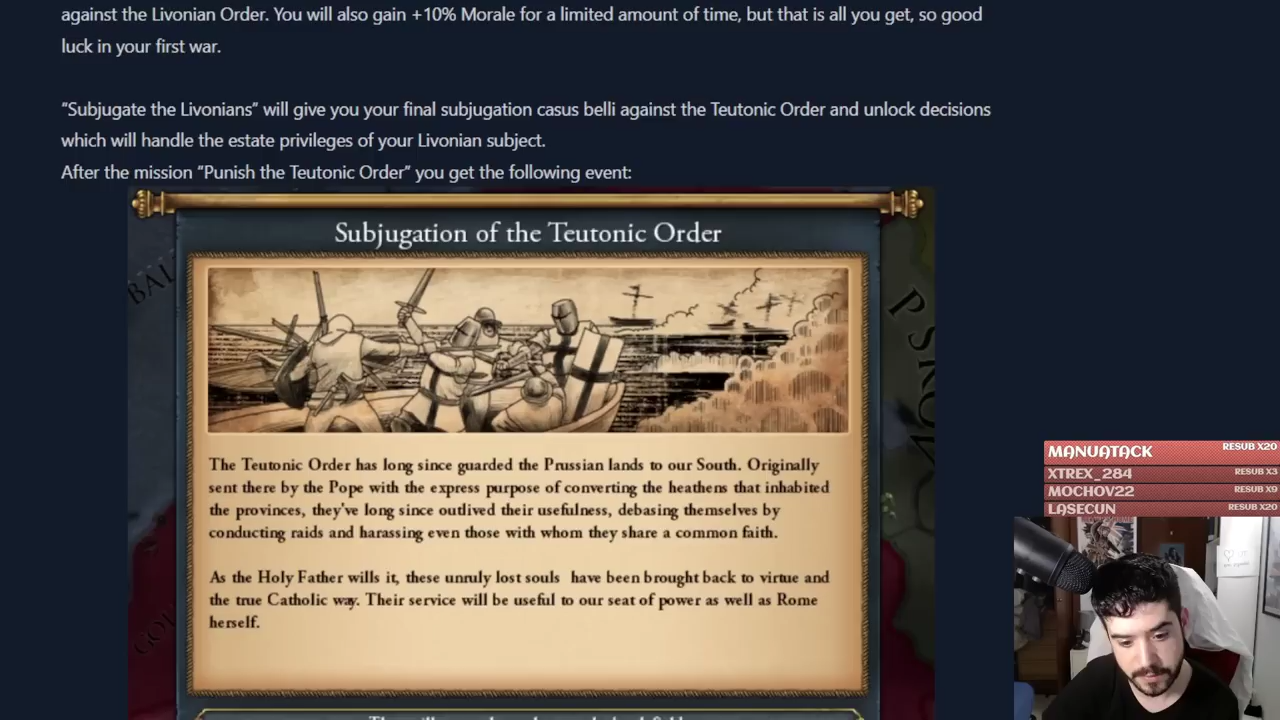 against the Livonian Order. You will also gain +10% Morale for a limited amount of time, but that is all you get, so good
luck in your first war.
“Subjugate the Livonians” will give you your final subjugation casus belli against the Teutonic Order and unlock decisions
which will handle the estate privileges of your Livonian subject.
After the mission “Punish the Teutonic Order” you get the following event:
Subjugation of the Teutonic Order
BAL
PSKOV
The Teutonic Order has long since guarded the Prussian lands to our South. Originally
sent there by the Pope with the express purpose of converting the heathens that inhabited
the provinces, they've long since outlived their usefulness, debasing themselves by
conducting raids and harassing even those with whom they share a common faith.
As the Holy Father wills it, these unruly lost souls have been brought back to virtue and
the true Catholic way. Their service will be useful to our seat of power as well as Rome
herself.
GO
MANUATACK RESUB X20
XTREX_284 RESUB X3
MOCHOV22 RESUB X9
LASECUN RESUB X20